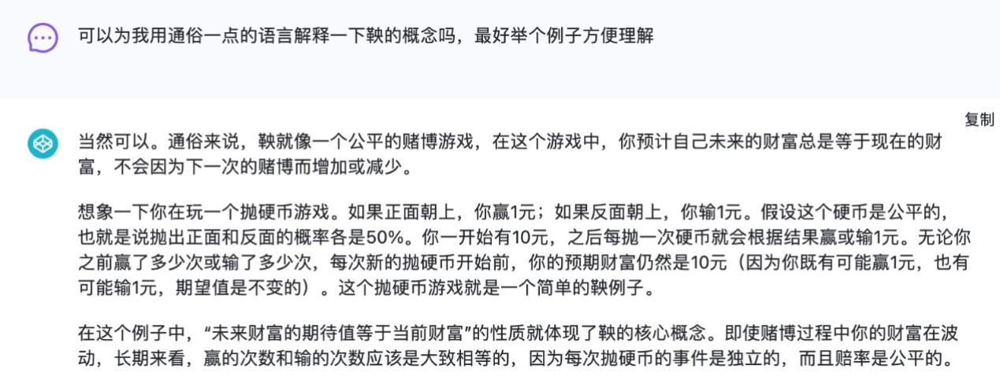 可以为我用通俗一点的语言解释一下鞅的概念吗，最好举个例子方便理解
复制
当然可以。通俗来说，鞅就像一个公平的赌博游戏，在这个游戏中，你预计自己未来的财富总是等于现在的财
富，不会因为下一次的赌博而增加或减少。
想象一下你在玩一个抛硬币游戏。如果正面朝上，你赢1元；如果反面朝上，你输1元。假设这个硬币是公平的，
也就是说抛出正面和反面的概率各是50%。你一开始有10元，之后每抛一次硬币就会根据结果赢或输1元。无论你
之前赢了多少次或输了多少次，每次新的抛硬币开始前，你的预期财富仍然是10元（因为你既有可能赢1元，也有
可能输1元，期望值是不变的）。这个抛硬币游戏就是一个简单的鞅例子。
在这个例子中，“未来财富的期待值等于当前财富”的性质就体现了鞅的核心概念。即使赌博过程中你的财富在波
动，长期来看，赢的次数和输的次数应该是大致相等的，因为每次抛硬币的事件是独立的，而且赔率是公平的。